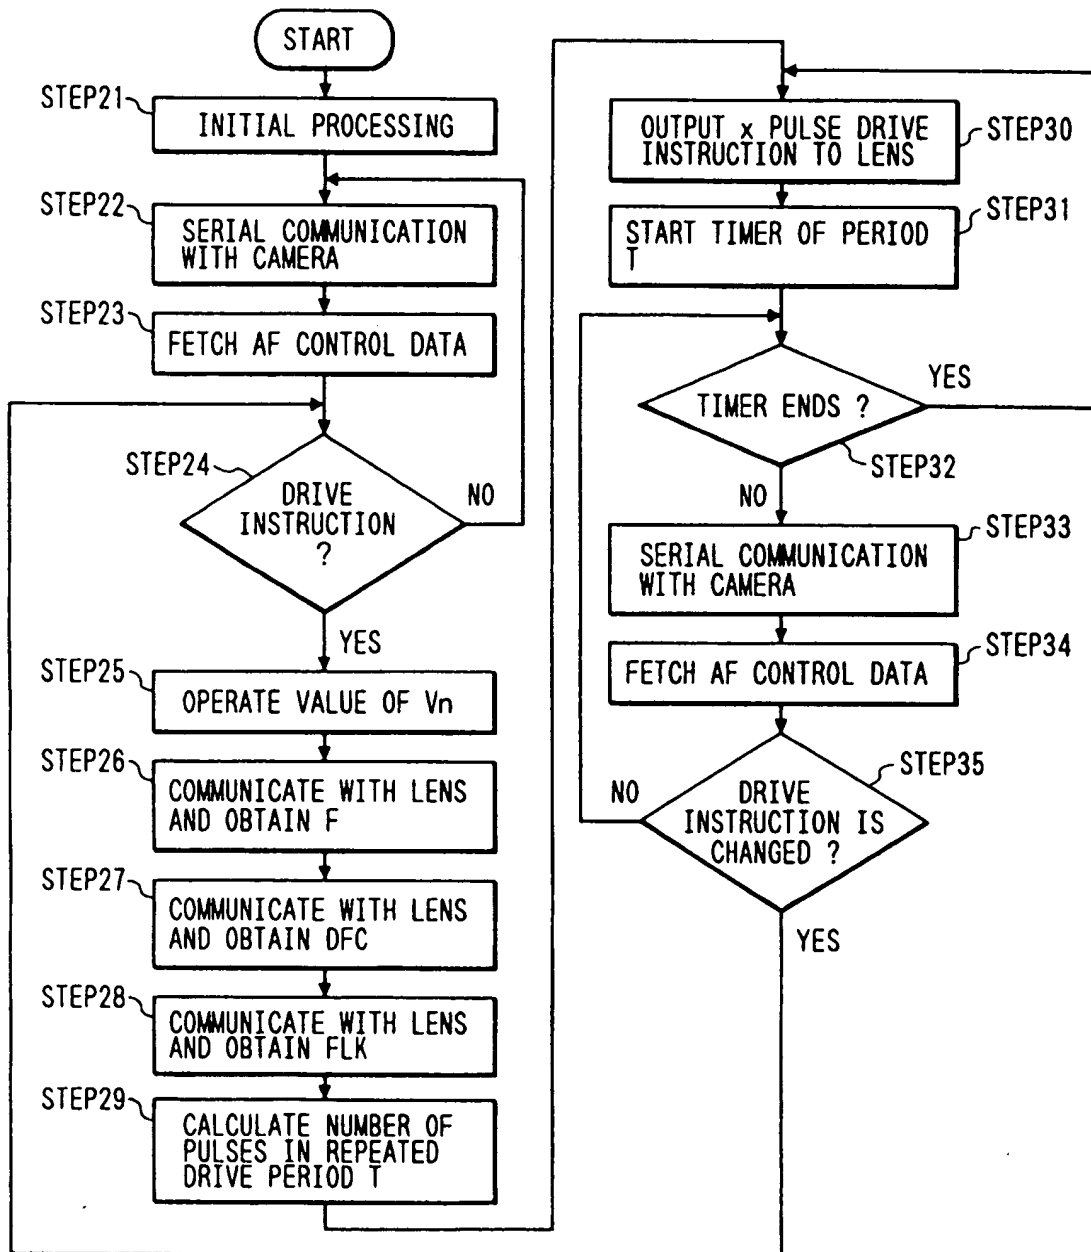 START
STEP21
INITIAL PROCESSING
STEP22
SERIAL COMMUNICATION
WITH CAMERA
STEP23
FETCH AF CONTROL DATA
STEP24
DRIVE
INSTRUCTION
?
NO
YES
STEP25
OPERATE VALUE OF Vn
STEP26
COMMUNICATE WITH LENS
AND OBTAIN F
STEP27
COMMUNICATE WITH LENS
AND OBTAIN DFC
STEP28
COMMUNICATE WITH LENS
AND OBTAIN FLK
STEP29
CALCULATE NUMBER OF
PULSES IN REPEATED
DRIVE PERIOD T
OUTPUT x PULSE DRIVE
INSTRUCTION TO LENS
STEP30
START TIMER OF PERIOD
T
STEP31
TIMER ENDS ?
YES
STEP32
NO
SERIAL COMMUNICATION
WITH CAMERA
STEP33
FETCH AF CONTROL DATA
STEP34
DRIVE
INSTRUCTION IS
CHANGED ?
STEP35
NO
YES